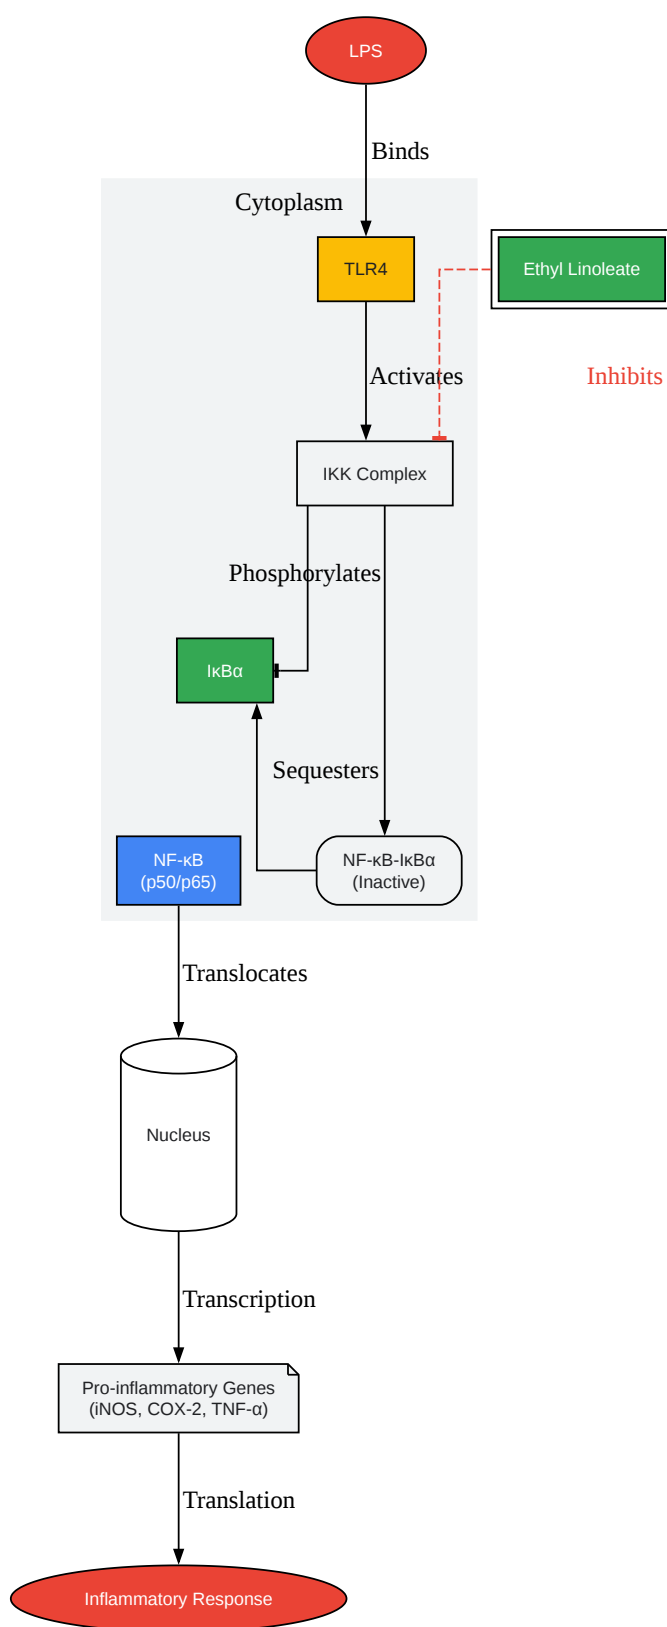 LPS
Binds
Cytoplasm
TLR4
Ethyl Linoleate
Activates
Inhibits
IKK Complex
Phosphorylates
IκBα
Sequesters
NF-κB
(p50/p65)
NF-κB-IκBα
(Inactive)
Translocates
Nucleus
Transcription
Pro-inflammatory Genes
(iNOS, COX-2, TNF-α)
Translation
Inflammatory Response